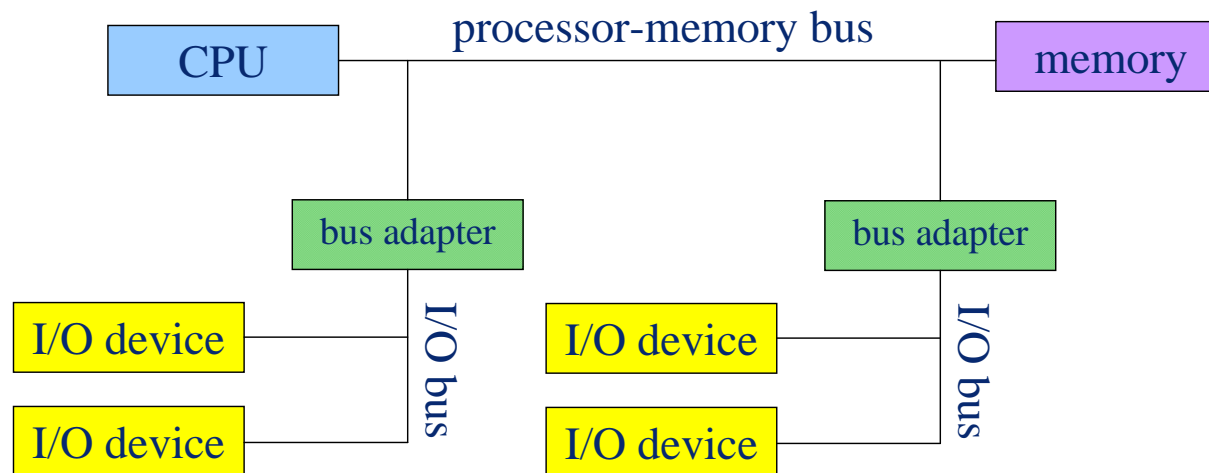 processor-memory bus
CPU
memory
bus adapter
bus adapter
I/O device
I/O bus
I/O device
I/O bus
I/O device
I/O device